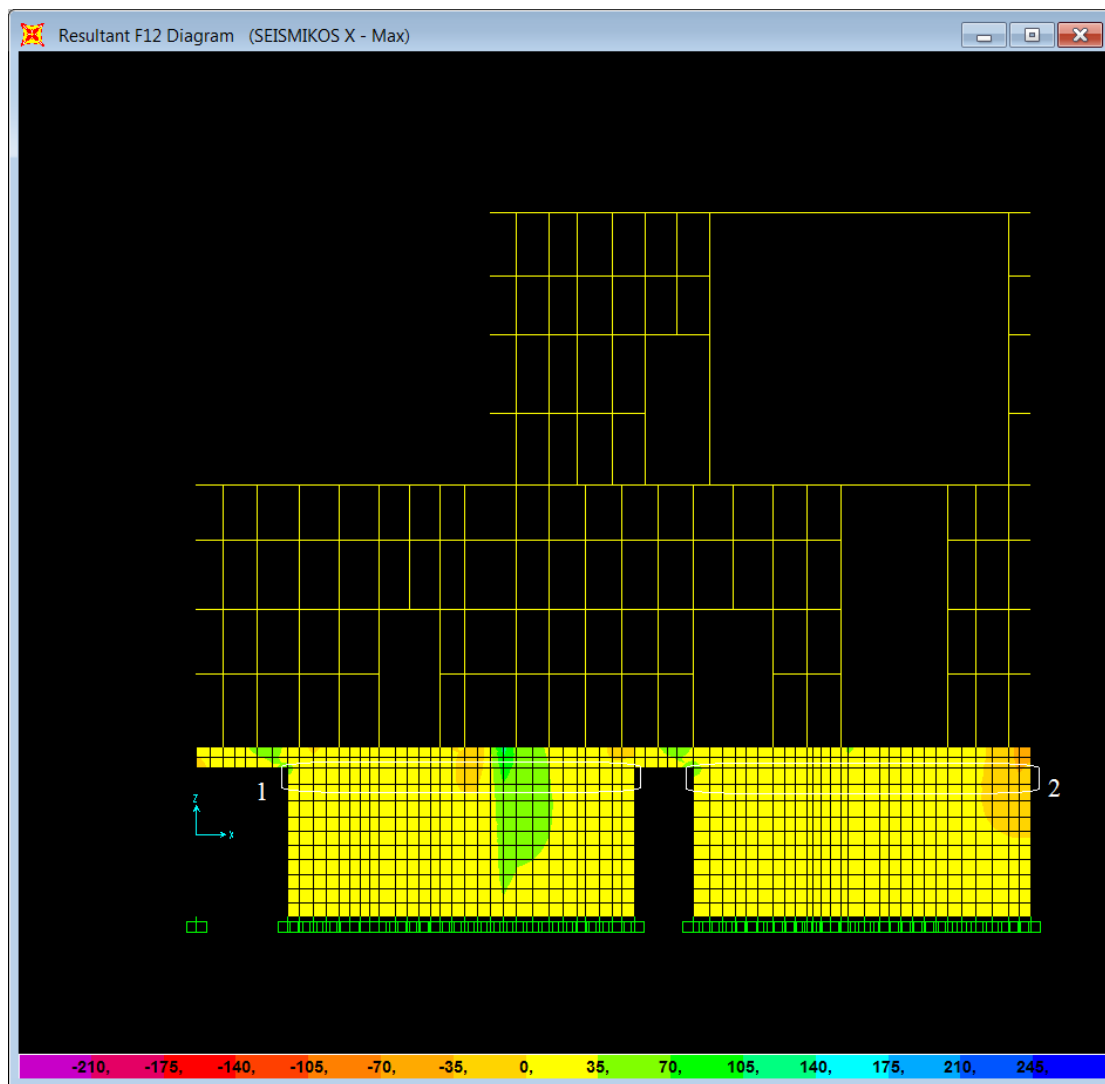 Resultant F12 Diagram (SEISMIKOS X - Max)
1
2
Z
X
-210, -175, -140, -105, -70, -35, 0, 35, 70, 105, 140, 175, 210, 245,